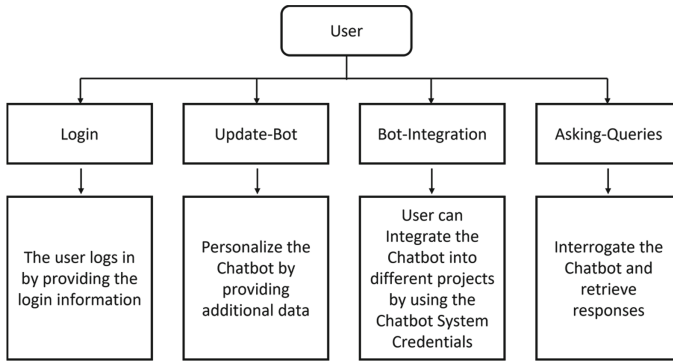 User
Login
Update-Bot
Bot-Integration
Asking-Queries
The user logs in
by providing the
login information
Personalize the
Chatbot by
providing
additional data
User can
Integrate the
Chatbot into
different projects
by using the
Chatbot System
Credentials
Interrogate the
Chatbot and
retrieve
responses